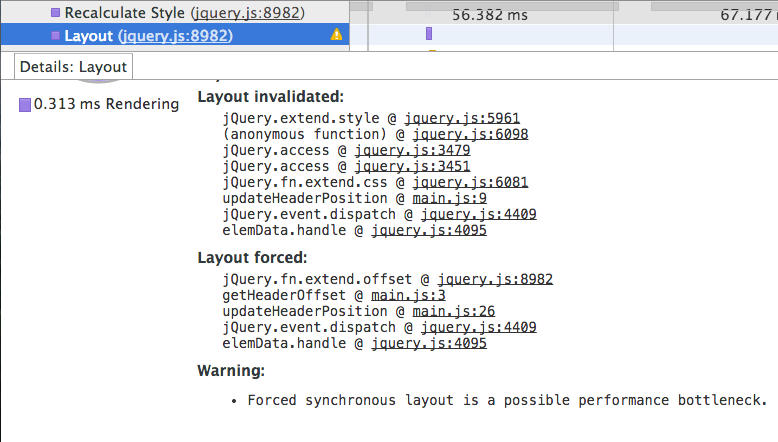 Recalculate Style (jquery.js:8982)
56.382 ms
67.177 m
Layout (jquery.js:8982)
Details: Layout
0.313 ms Rendering
Layout invalidated:
jQuery.extend.style @ jquery.js:5961
(anonymous function) @ jquery.js:6098
jQuery.access @ jquery.js:3479
jQuery.access @ jquery.js:3451
jQuery.fn.extend.css @ jquery.js:6081
updateHeaderPosition @ main.js:9
jQuery.event.dispatch @ jquery.js:4409
elemData.handle @ jquery.js:4095
Layout forced:
jQuery.fn.extend.offset @ jquery.js:8982
getHeaderOffset @ main.js:3
updateHeaderPosition @ main.js:26
jQuery.event.dispatch @ jquery.js:4409
elemData.handle @ jquery.js:4095
Warning:
• Forced synchronous layout is a possible performance bottleneck.